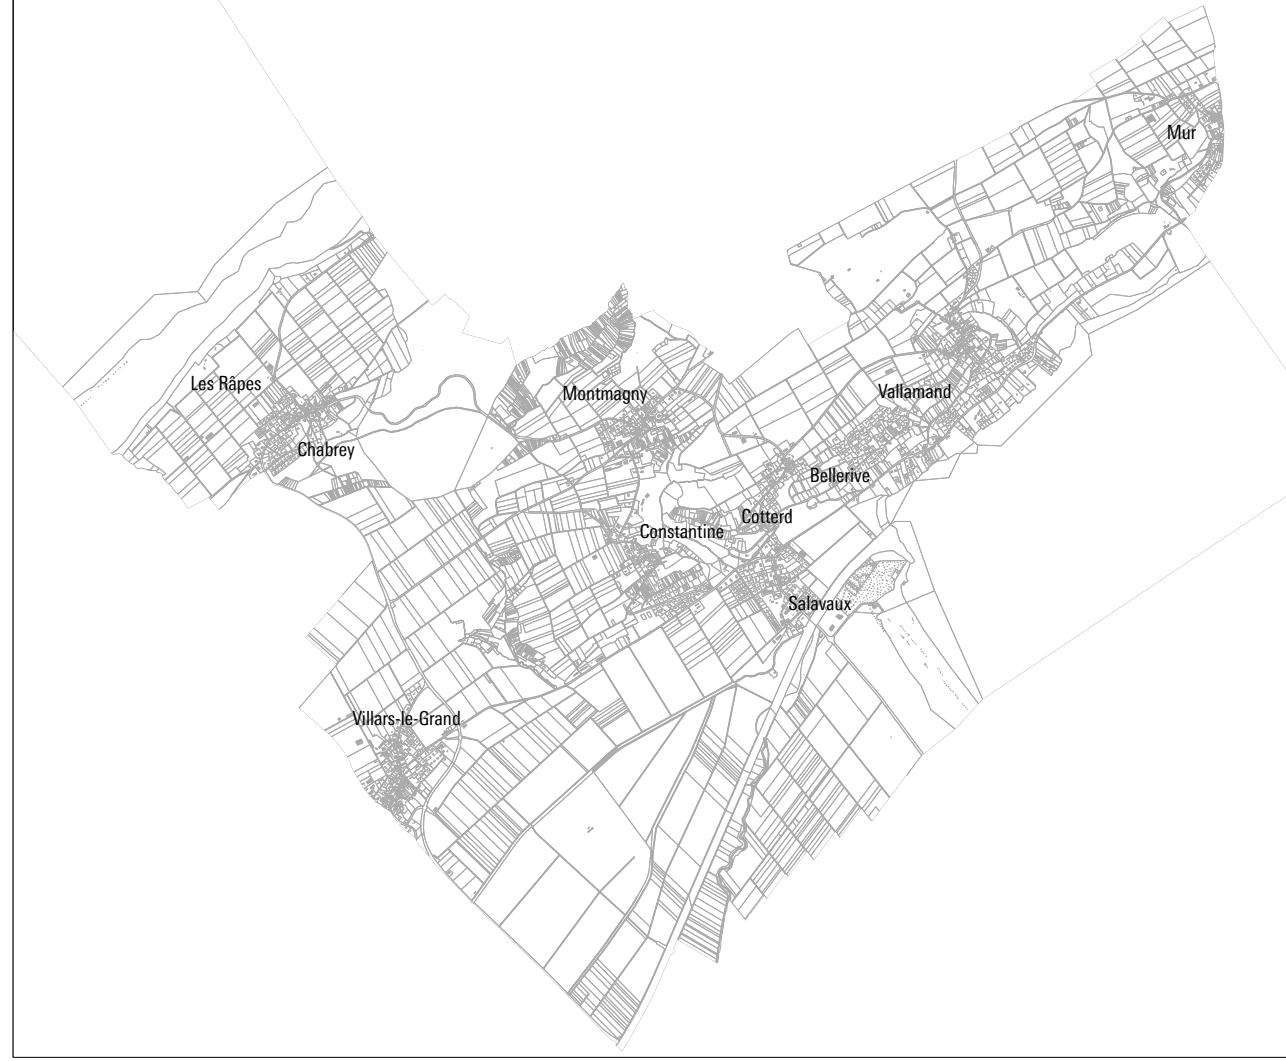 Mur
Les Râpes
Montmagny
Vallamand
Chabrey
Bellerive
Cotterd
Constantine
Salavaux
Villars-le-Grand